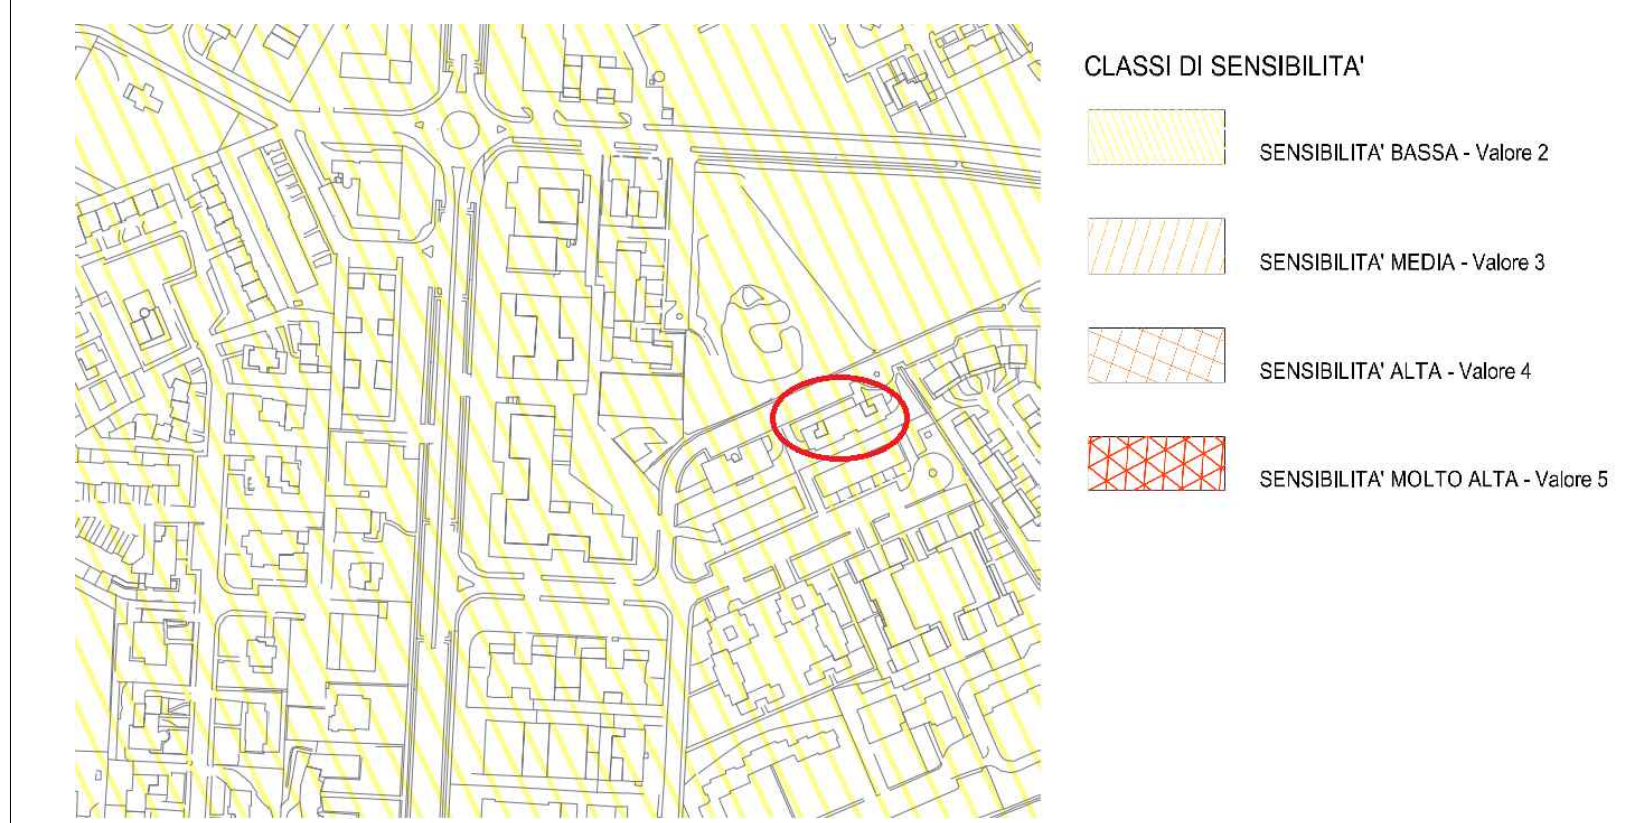 CLASSI DI SENSIBILITA'
SENSIBILITA' BASSA - Valore 2
SENSIBILITA' MEDIA - Valore 3
SENSIBILITA' ALTA - Valore 4
SENSIBILITA' MOLTO ALTA - Valore 5